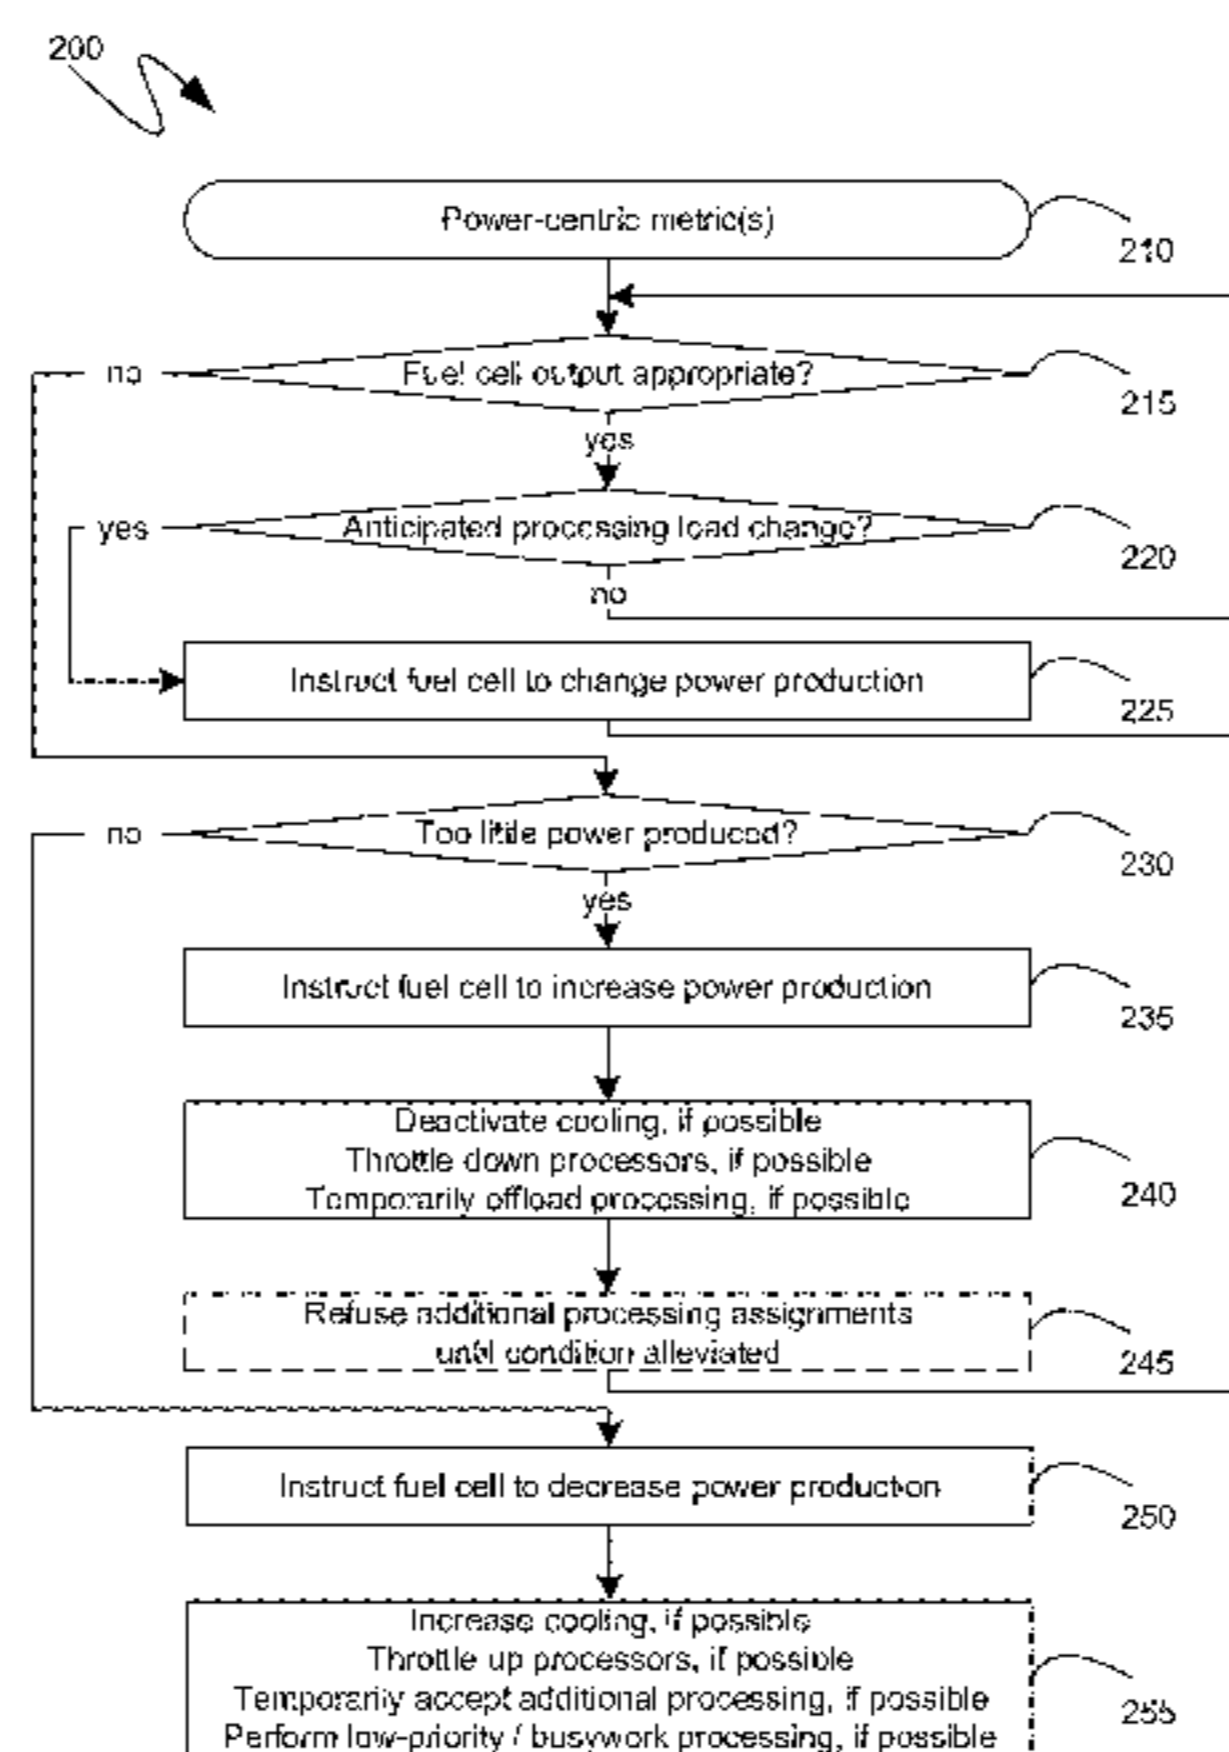 200
Power-centric metric(s)
210
no
Fuel cell output appropriate?
215
yes
yes
Anticipated processing load change?
220
no
Instruct fuel cell to change power production
225
no
Too little power produced?
230
yes
Instruct fuel cell to increase power production
235
Deactivate cooling, if possible
Throttle down processors, if possible
Temporarily offload processing, if possible
240
Refuse additional processing assignments
until condition alleviated
245
Instruct fuel cell to decrease power production
250
Increase cooling, if possible
Throttle up processors, if possible
Temporarily accept additional processing, if possible
Perform low-priority / busywork processing, if possible
255